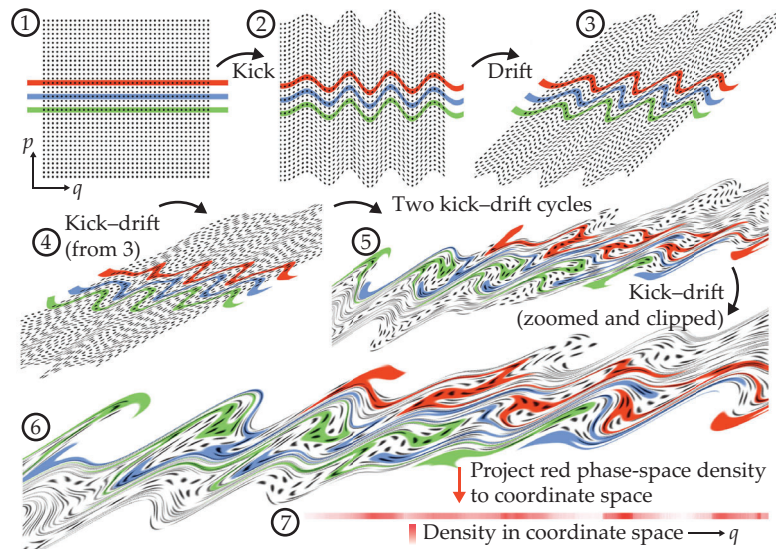 1
Kick
2
Drift
3
p
q
4
Kick–drift
(from 3)
Two kick–drift cycles
5
Kick–drift
(zoomed and clipped)
6
Project red phase-space density
to coordinate space
7
Density in coordinate space → q